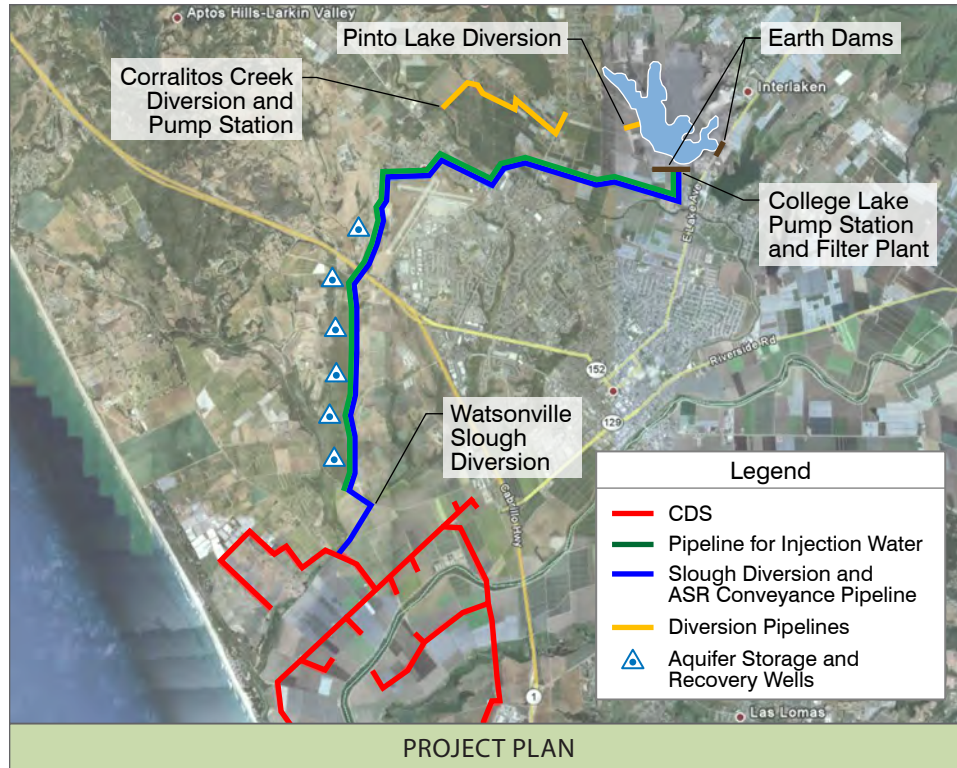 Aptos Hills-Larkin Valley
Pinto Lake Diversion
Earth Dams
Corralitos Creek
Diversion and
Pump Station
Interlaken
College Lake
Pump Station
and Filter Plant
E Lake Ave
Riverside Rd
152
129
Watsonville
Slough
Diversion
Cabrillo Hwy
1
Las Lomas
Legend
CDS
Pipeline for Injection Water
Slough Diversion and
ASR Conveyance Pipeline
Diversion Pipelines
Aquifer Storage and
Recovery Wells
PROJECT PLAN